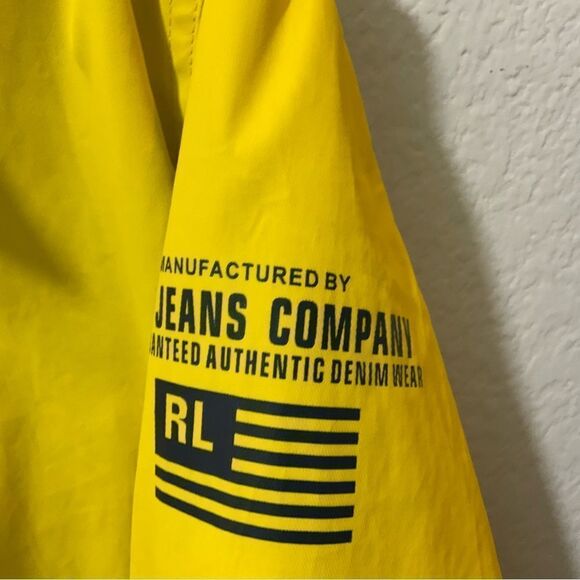 MANUFACTURED BY
JEANS COMPANY
ANTEED AUTHENTIC DENIM WEAR
RL